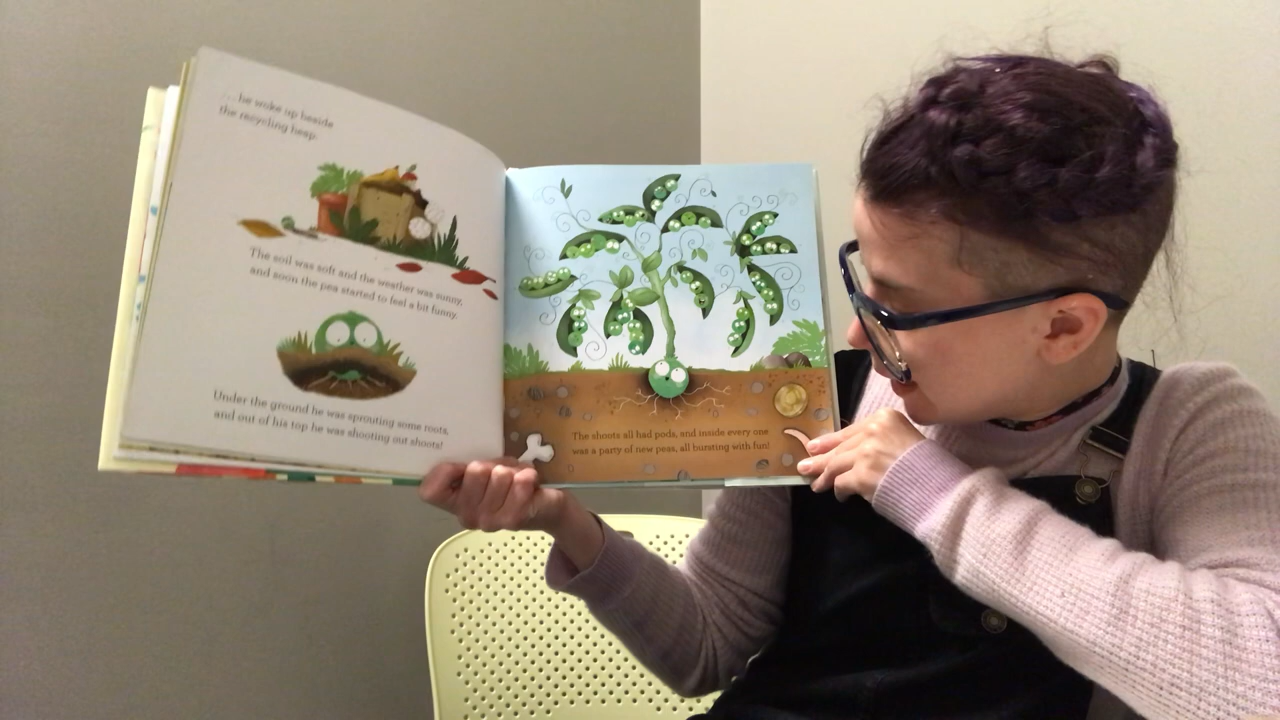 ...he woke up beside
the recycling heap.
The soil was soft and the weather was sunny,
and soon the pea started to feel a bit funny.
Under the ground he was sprouting some roots,
and out of his top he was shooting out shoots!
The shoots all had pods, and inside every one
was a party of new peas, all bursting with fun!